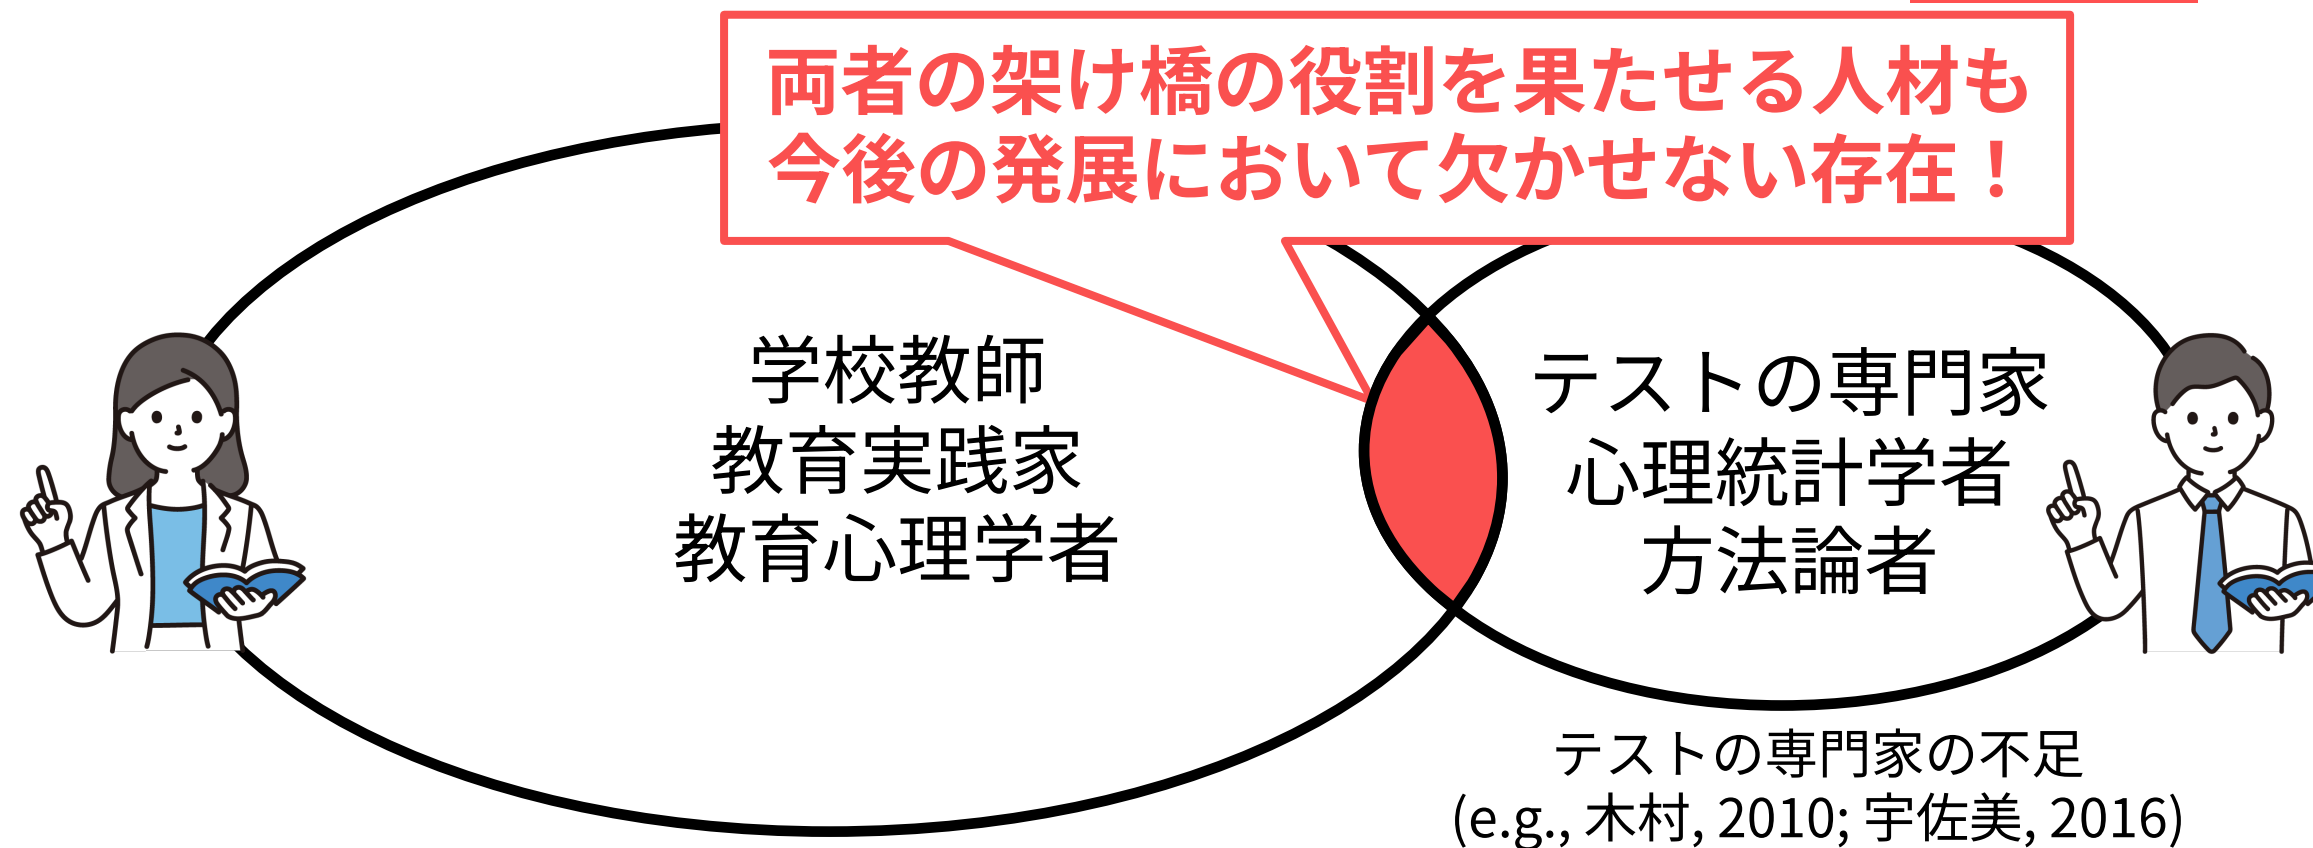 両者の架け橋の役割を果たせる人材も
今後の発展において欠かせない存在！
学校教師
教育実践家
教育心理学者
テストの専門家
心理統計学者
方法論者
テストの専門家の不足
(e.g., 木村, 2010; 宇佐美, 2016)